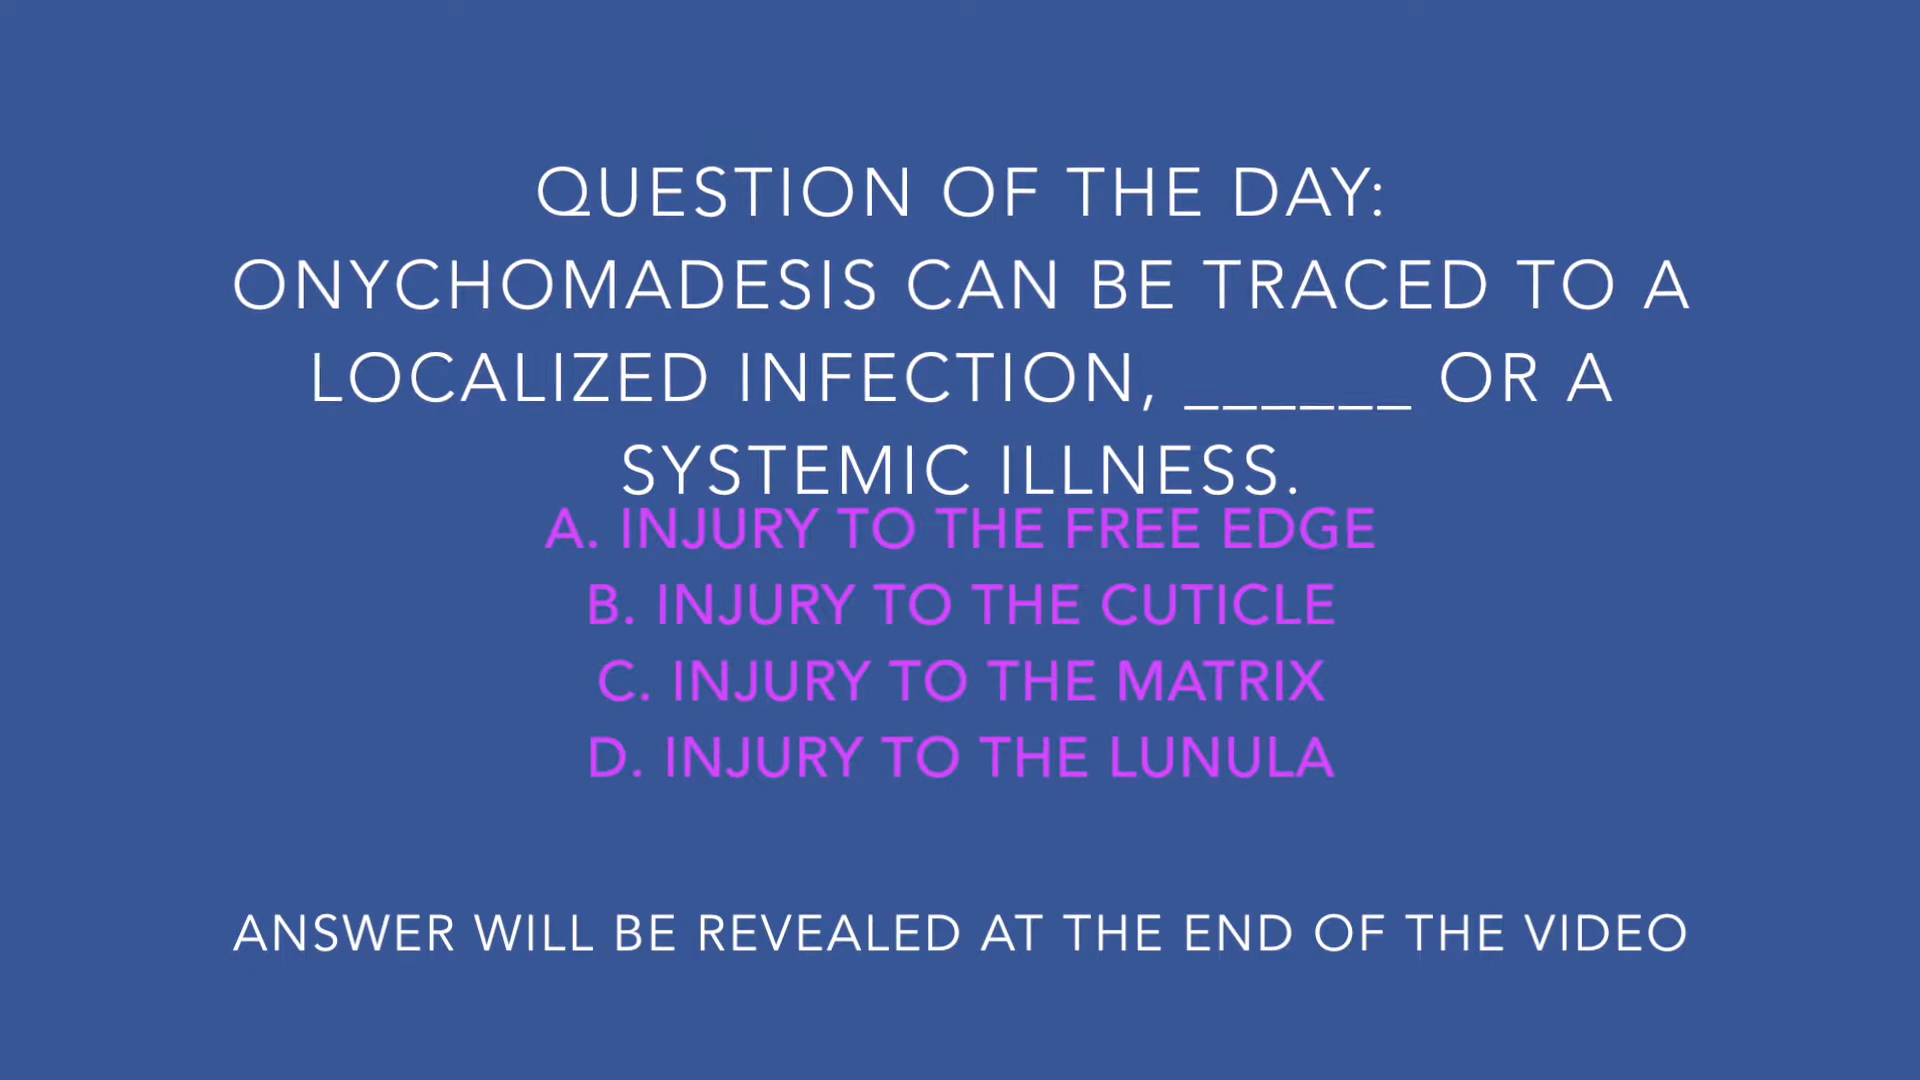 QUESTION OF THE DAY:
ONYCHOMADESIS CAN BE TRACED TO A
LOCALIZED INFECTION, ______ OR A
SYSTEMIC ILLNESS.
A. INJURY TO THE FREE EDGE
B. INJURY TO THE CUTICLE
C. INJURY TO THE MATRIX
D. INJURY TO THE LUNULA
ANSWER WILL BE REVEALED AT THE END OF THE VIDEO